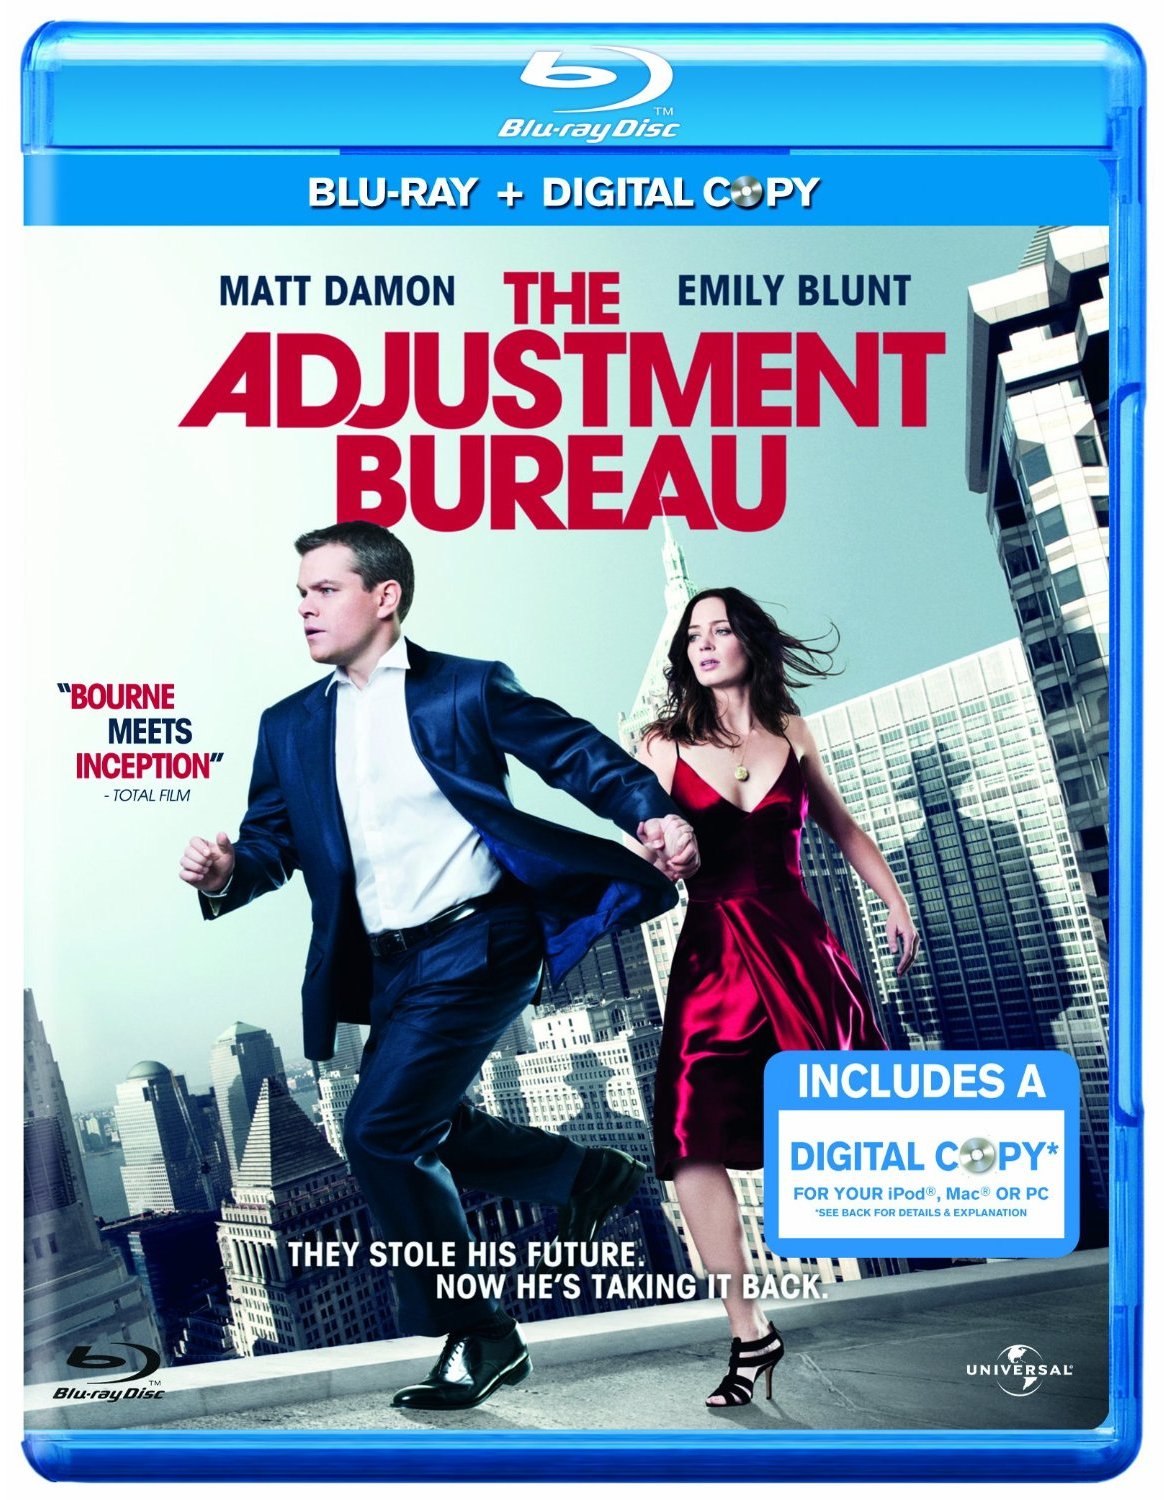 Blu-ray Disc™
BLU-RAY + DIGITAL COPY
MATT DAMON
EMILY BLUNT
THE
ADJUSTMENT
BUREAU
"BOURNE
MEETS
INCEPTION"
- TOTAL FILM
INCLUDES A
DIGITAL COPY*
FOR YOUR iPod®, Mac® OR PC
*SEE BACK FOR DETAILS & EXPLANATION
THEY STOLE HIS FUTURE.
NOW HE'S TAKING IT BACK.
Blu-ray Disc™
UNIVERSAL®